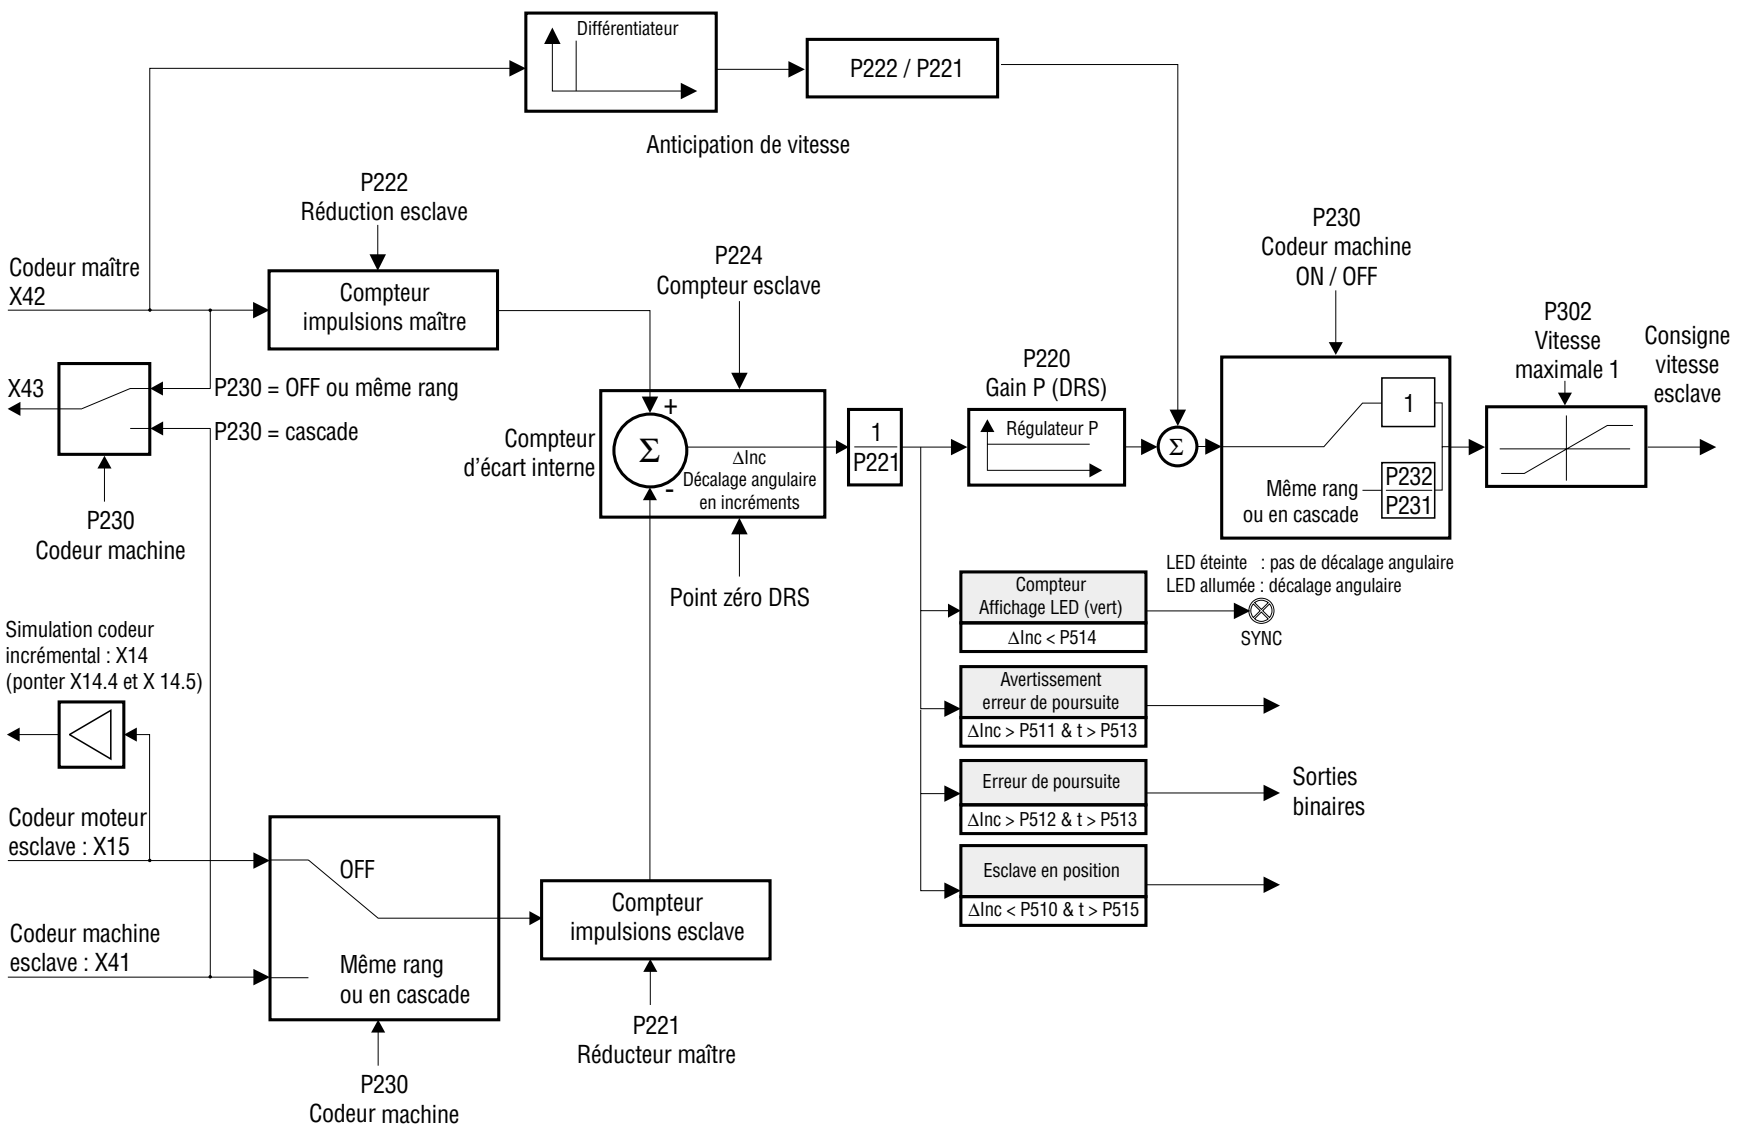 Différentiateur
P222 / P221
Anticipation de vitesse
P222
Réduction esclave
Codeur maître
X42
Compteur
impulsions maître
P224
Compteur esclave
P230
Codeur machine
ON / OFF
P302
Vitesse
maximale 1
Consigne
vitesse
esclave
X43
P230 = OFF ou même rang
P230 = cascade
P230
Codeur machine
Compteur
d'écart interne
+
Σ
-
ΔInc
Décalage angulaire
en incréments
Point zéro DRS
1
P221
P220
Gain P (DRS)
Régulateur P
Σ
1
Même rang
ou en cascade
P232
P231
LED éteinte : pas de décalage angulaire
LED allumée : décalage angulaire
SYNC
Compteur
Affichage LED (vert)
ΔInc < P514
Avertissement
erreur de poursuite
ΔInc > P511 & t > P513
Erreur de poursuite
ΔInc > P512 & t > P513
Esclave en position
ΔInc < P510 & t > P515
Sorties
binaires
Simulation codeur
incrémental : X14
(ponter X14.4 et X 14.5)
Codeur moteur
esclave : X15
Codeur machine
esclave : X41
OFF
Même rang
ou en cascade
P230
Codeur machine
Compteur
impulsions esclave
P221
Réducteur maître